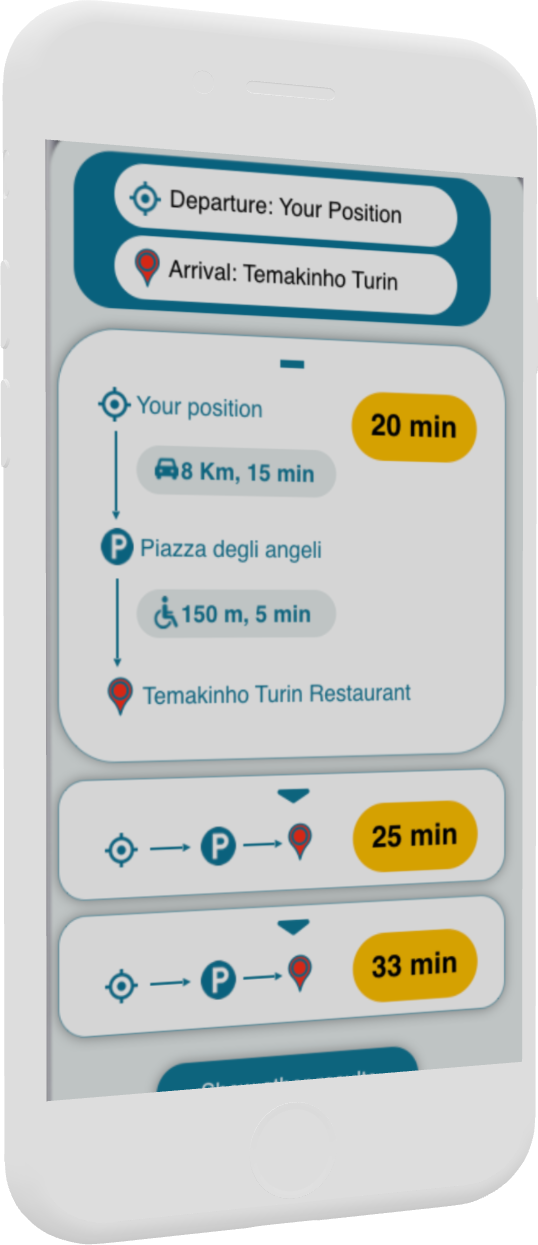 Departure: Your Position
Arrival: Temakinho Turin
Your position
20 min
8 Km, 15 min
P Piazza degli angeli
150 m, 5 min
Temakinho Turin Restaurant
P
25 min
P
33 min